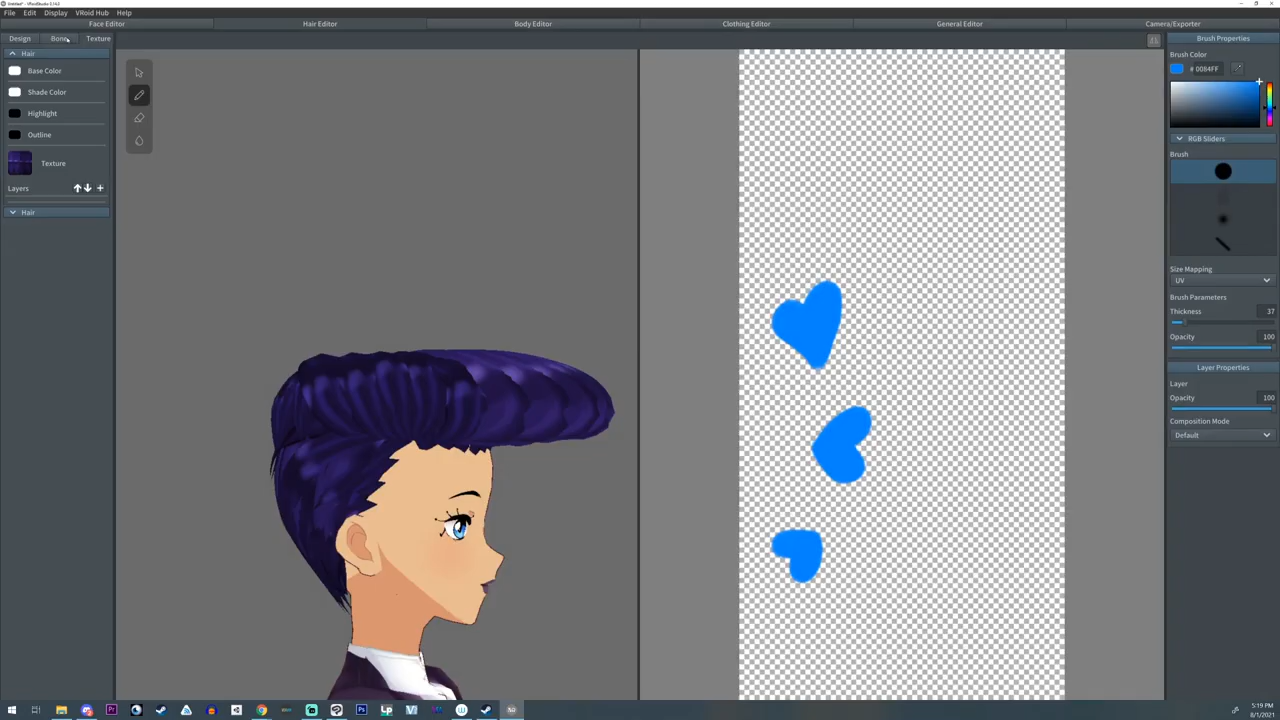 File Edit Display VRoid Hub Help
Face Editor Hair Editor Body Editor Clothing Editor General Editor Camera/Exporter
Design Bone Texture
Hair
Base Color
Shade Color
Highlight
Outline
Texture
Layers
Hair
Brush Properties
Brush Color
# 0084FF
RGB Sliders
Brush
Size Mapping
UV
Brush Parameters
Thickness 37
Opacity 100
Layer Properties
Layer
Opacity 100
Composition Mode
Default
5:19 PM
8/1/2021